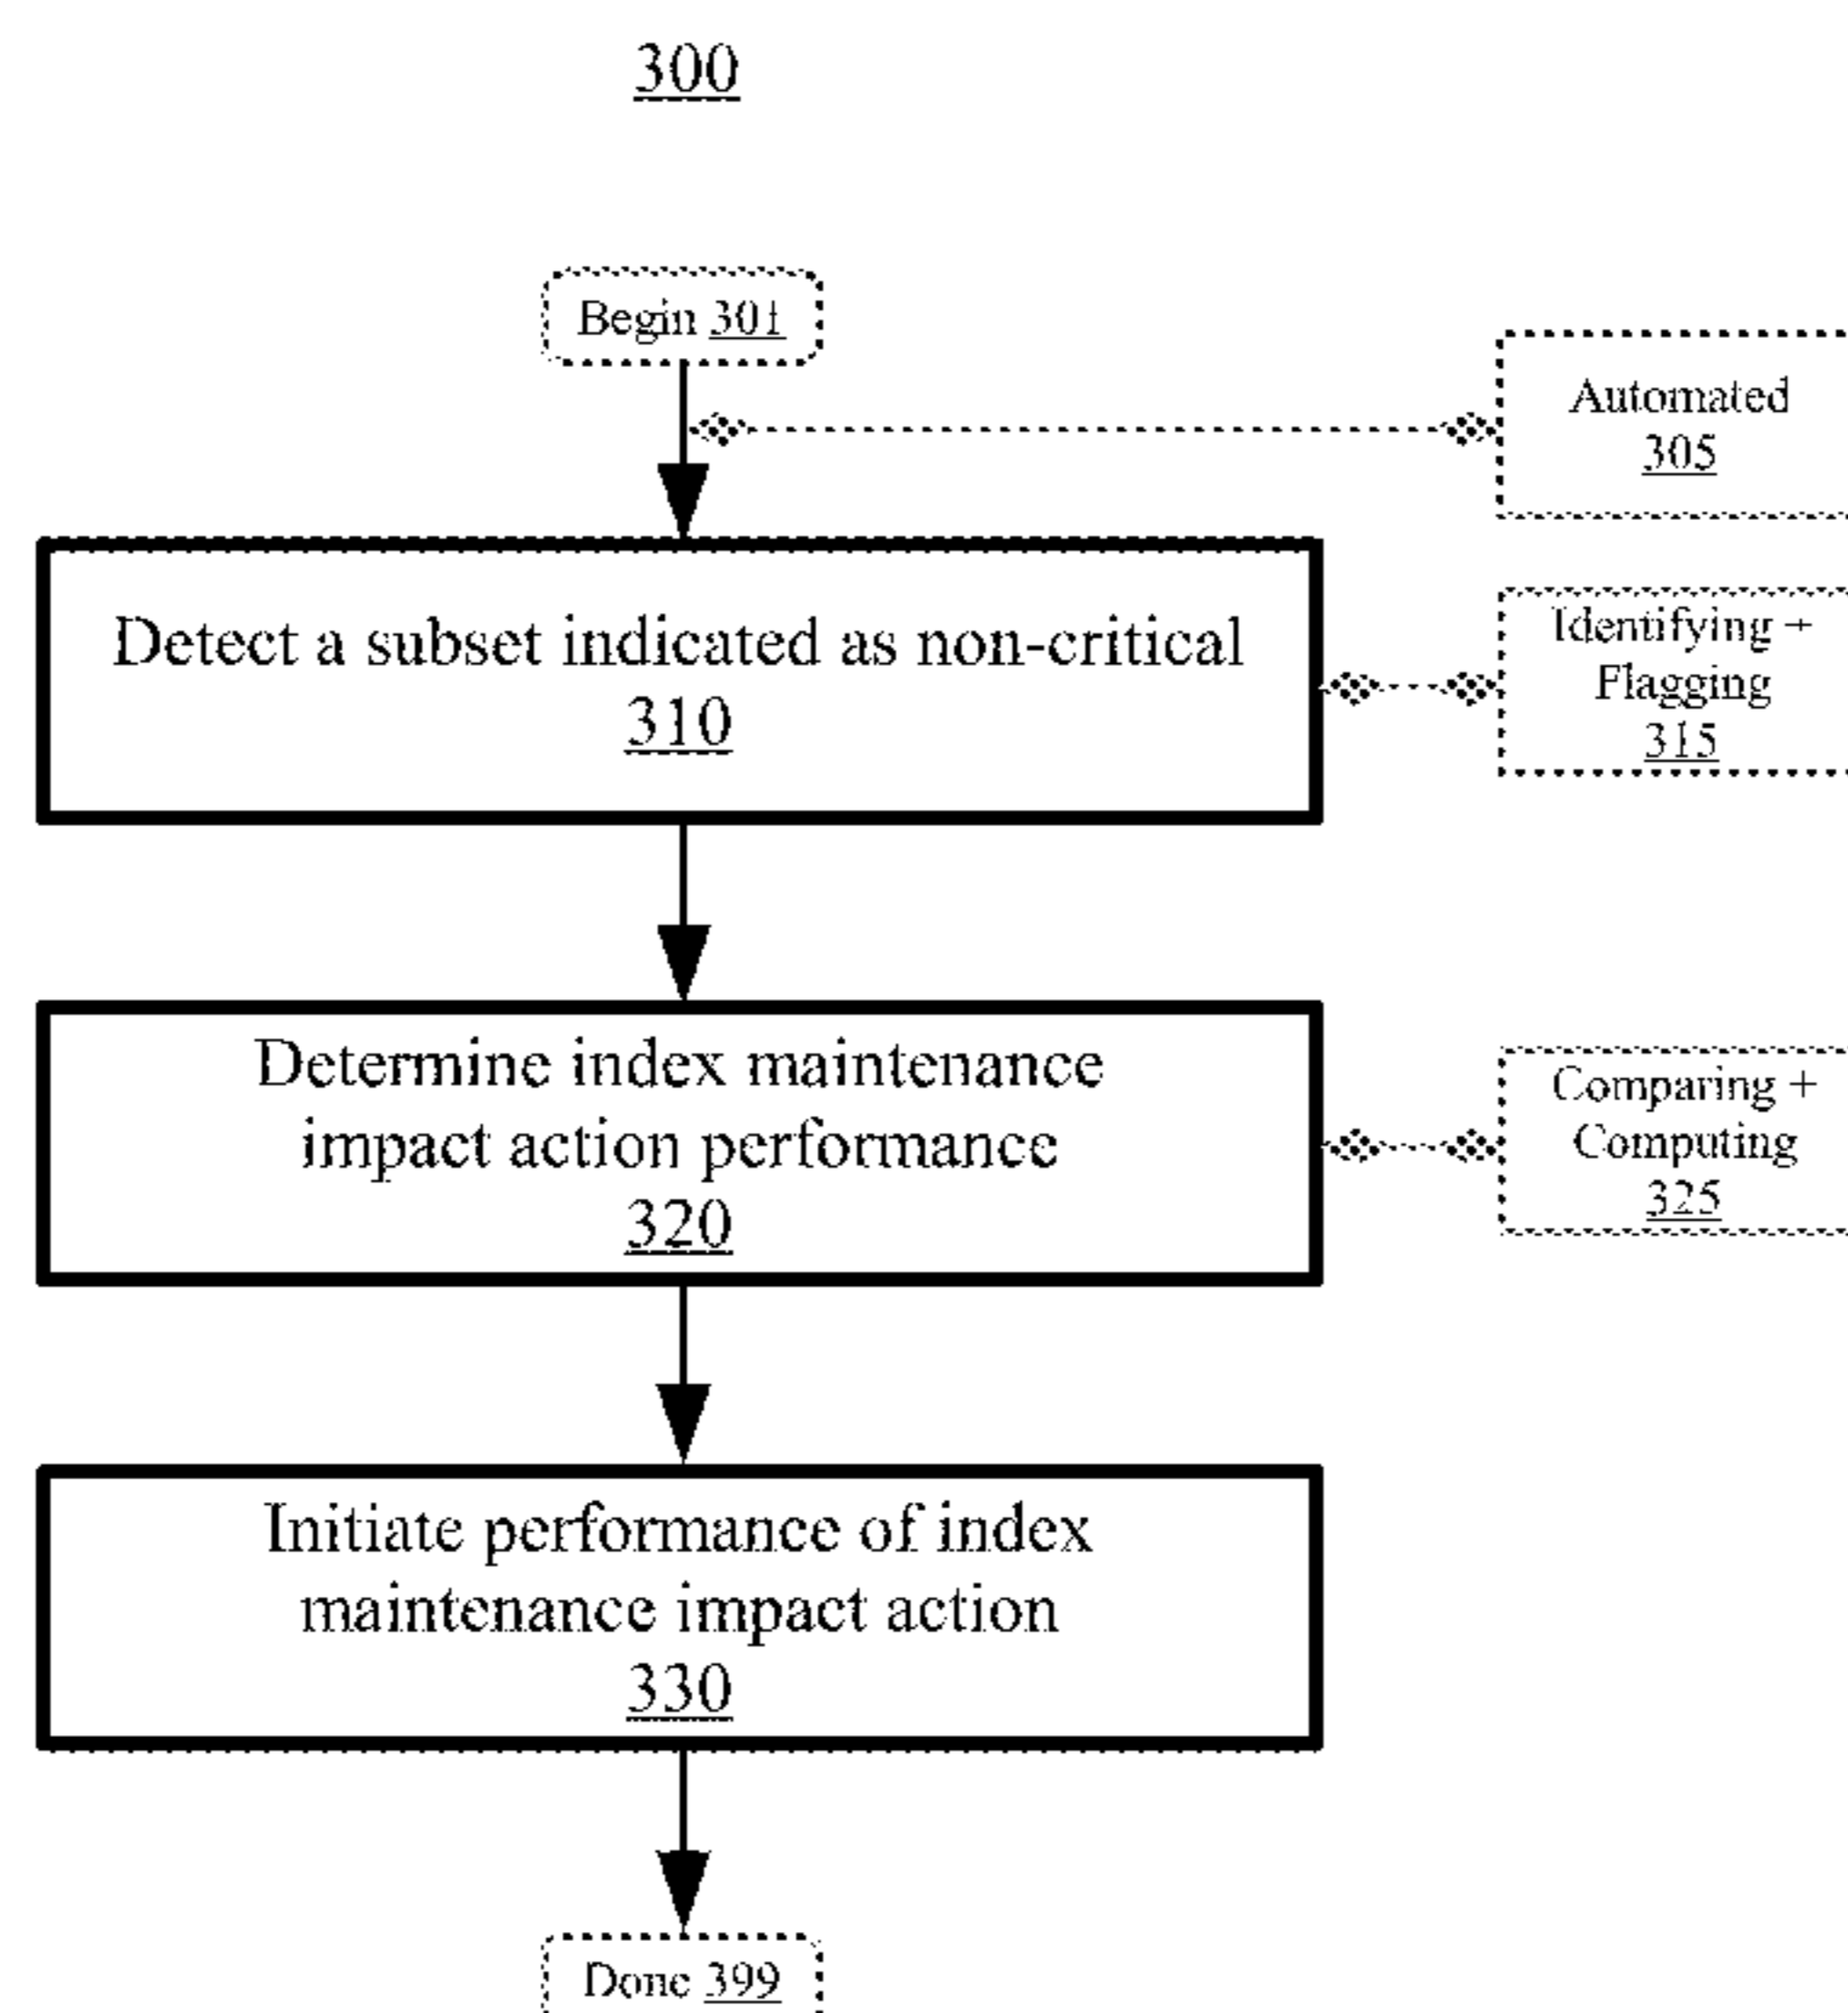 300
Begin 301
Automated
305
Detect a subset indicated as non-critical
310
Identifying +
Flagging
315
Determine index maintenance
impact action performance
320
Comparing +
Computing
325
Initiate performance of index
maintenance impact action
330
Done 399